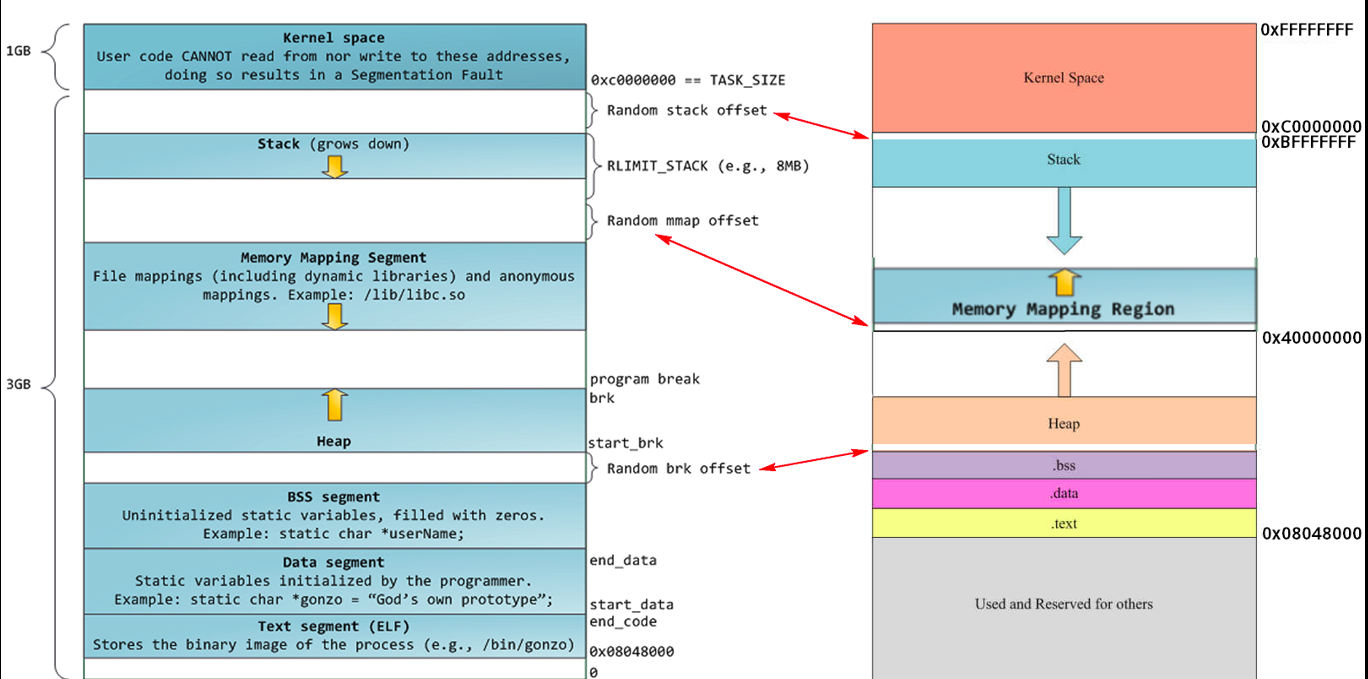 1GB
Kernel space
User code CANNOT read from nor write to these addresses,
doing so results in a Segmentation Fault
0xc0000000 == TASK_SIZE
Random stack offset
Stack (grows down)
RLIMIT_STACK (e.g., 8MB)
Random mmap offset
Memory Mapping Segment
File mappings (including dynamic libraries) and anonymous
mappings. Example: /lib/libc.so
3GB
program break
brk
Heap
start_brk
Random brk offset
BSS segment
Uninitialized static variables, filled with zeros.
Example: static char *userName;
Data segment
Static variables initialized by the programmer.
Example: static char *gonzo = “God’s own prototype”;
end_data
start_data
end_code
Text segment (ELF)
Stores the binary image of the process (e.g., /bin/gonzo)
0x08048000
0
0xFFFFFFFF
Kernel Space
0xC0000000
0xBFFFFFFF
Stack
Memory Mapping Region
0x40000000
Heap
.bss
.data
.text
0x08048000
Used and Reserved for others